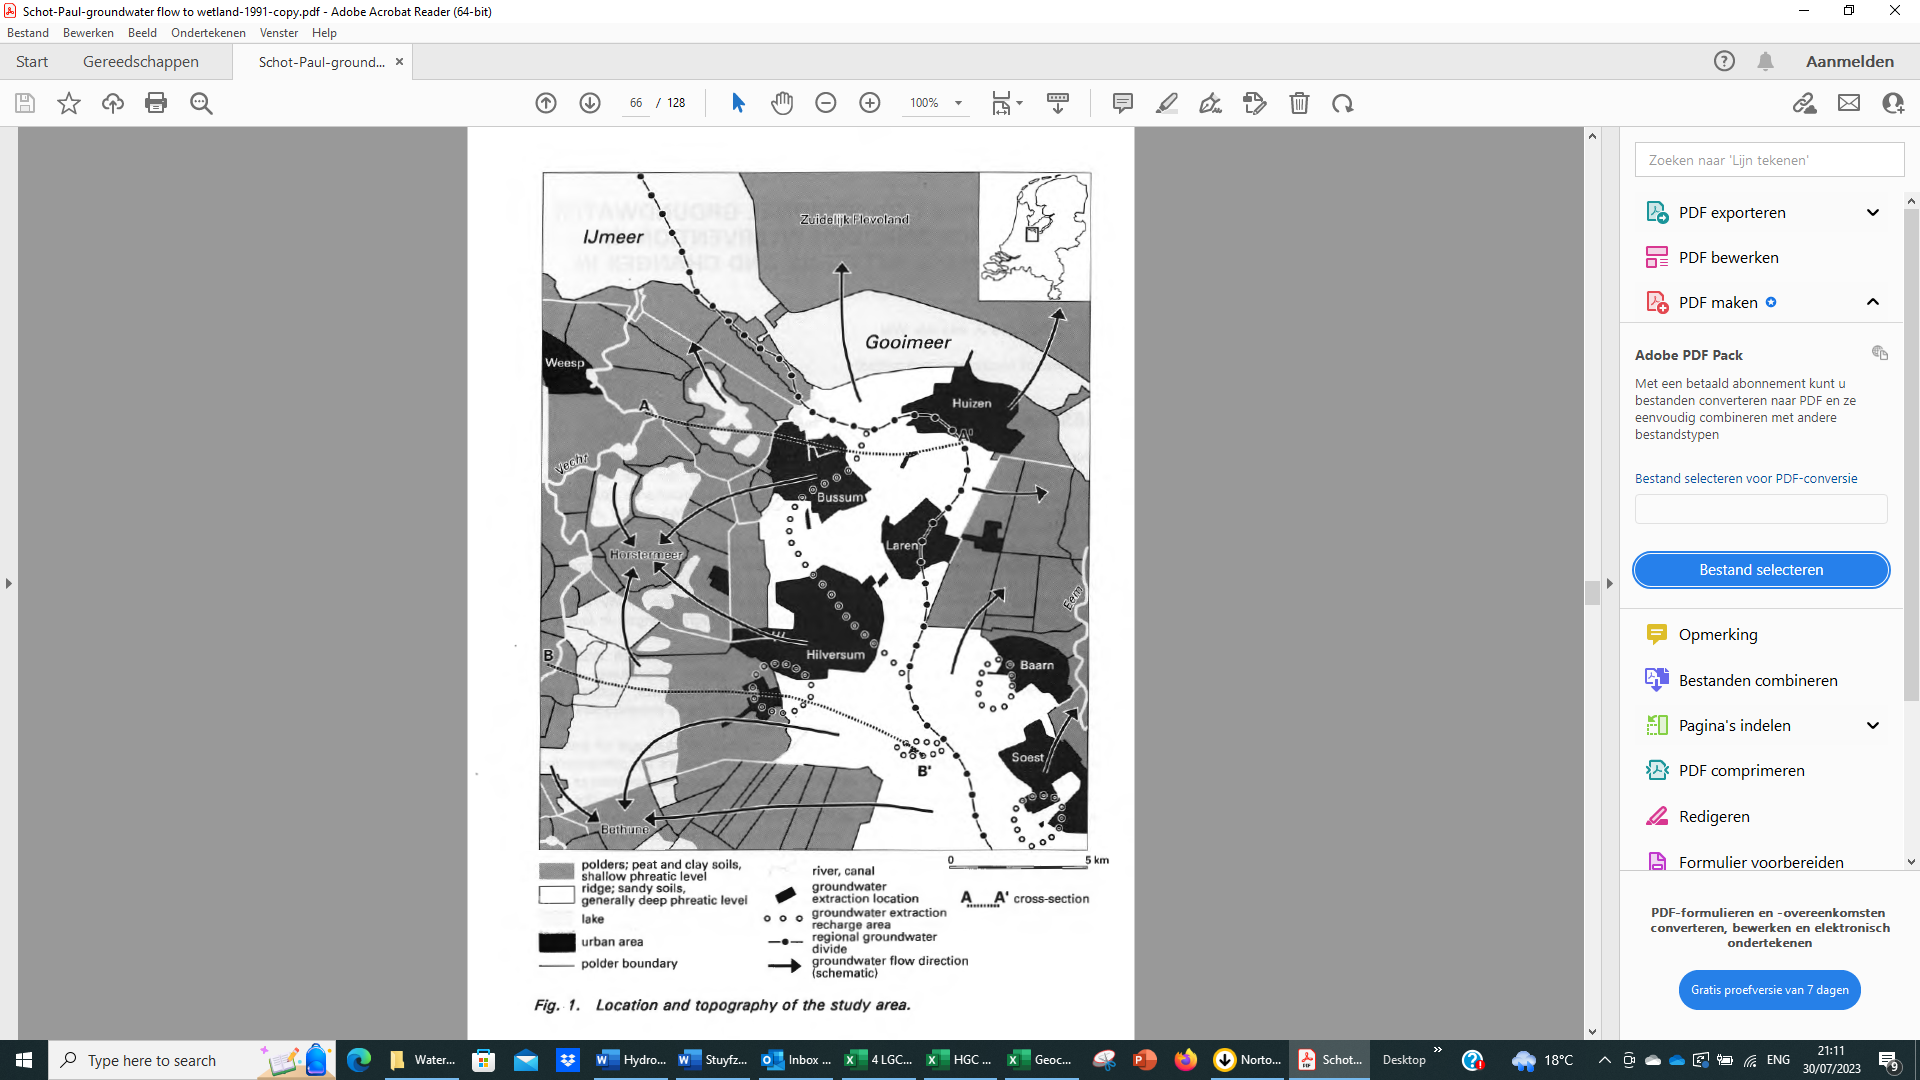 Schot-Paul-groundwater flow to wetland-1991-copy.pdf - Adobe Acrobat Reader (64-bit)
Bestand Bewerken Beeld Ondertekenen Venster Help
Start Gereedschappen Schot-Paul-ground... ×
Aanmelden
66 / 128
100%
Zuidelijk Flevoland
IJmeer
Gooimeer
Weesp
Huizen
A
A'
Vecht
Bussum
Laren
Horstermeer
Eem
Hilversum
B
Baarn
Soest
B'
Bethune
polders; peat and clay soils,
shallow phreatic level
ridge; sandy soils,
generally deep phreatic level
lake
urban area
polder boundary
river, canal
groundwater
extraction location
groundwater extraction
recharge area
regional groundwater
divide
groundwater flow direction
(schematic)
0 5 km
A A' cross-section
Fig. 1. Location and topography of the study area.
Zoeken naar 'Lijn tekenen'
PDF exporteren
PDF bewerken
PDF maken
Adobe PDF Pack
Met een betaald abonnement kunt u
bestanden converteren naar PDF en ze
eenvoudig combineren met andere
bestandstypen
Bestand selecteren voor PDF-conversie
Bestand selecteren
Opmerking
Bestanden combineren
Pagina's indelen
PDF comprimeren
Redigeren
Formulier voorbereiden
PDF-formulieren en -overeenkomsten
converteren, bewerken en elektronisch
ondertekenen
Gratis proefversie van 7 dagen
Type here to search
Water...
Hydro...
Stuyfz...
Inbox ...
4 LGC...
HGC ...
Geoc...
Norto...
Schot...
Desktop
18°C
ENG
21:11
30/07/2023
9